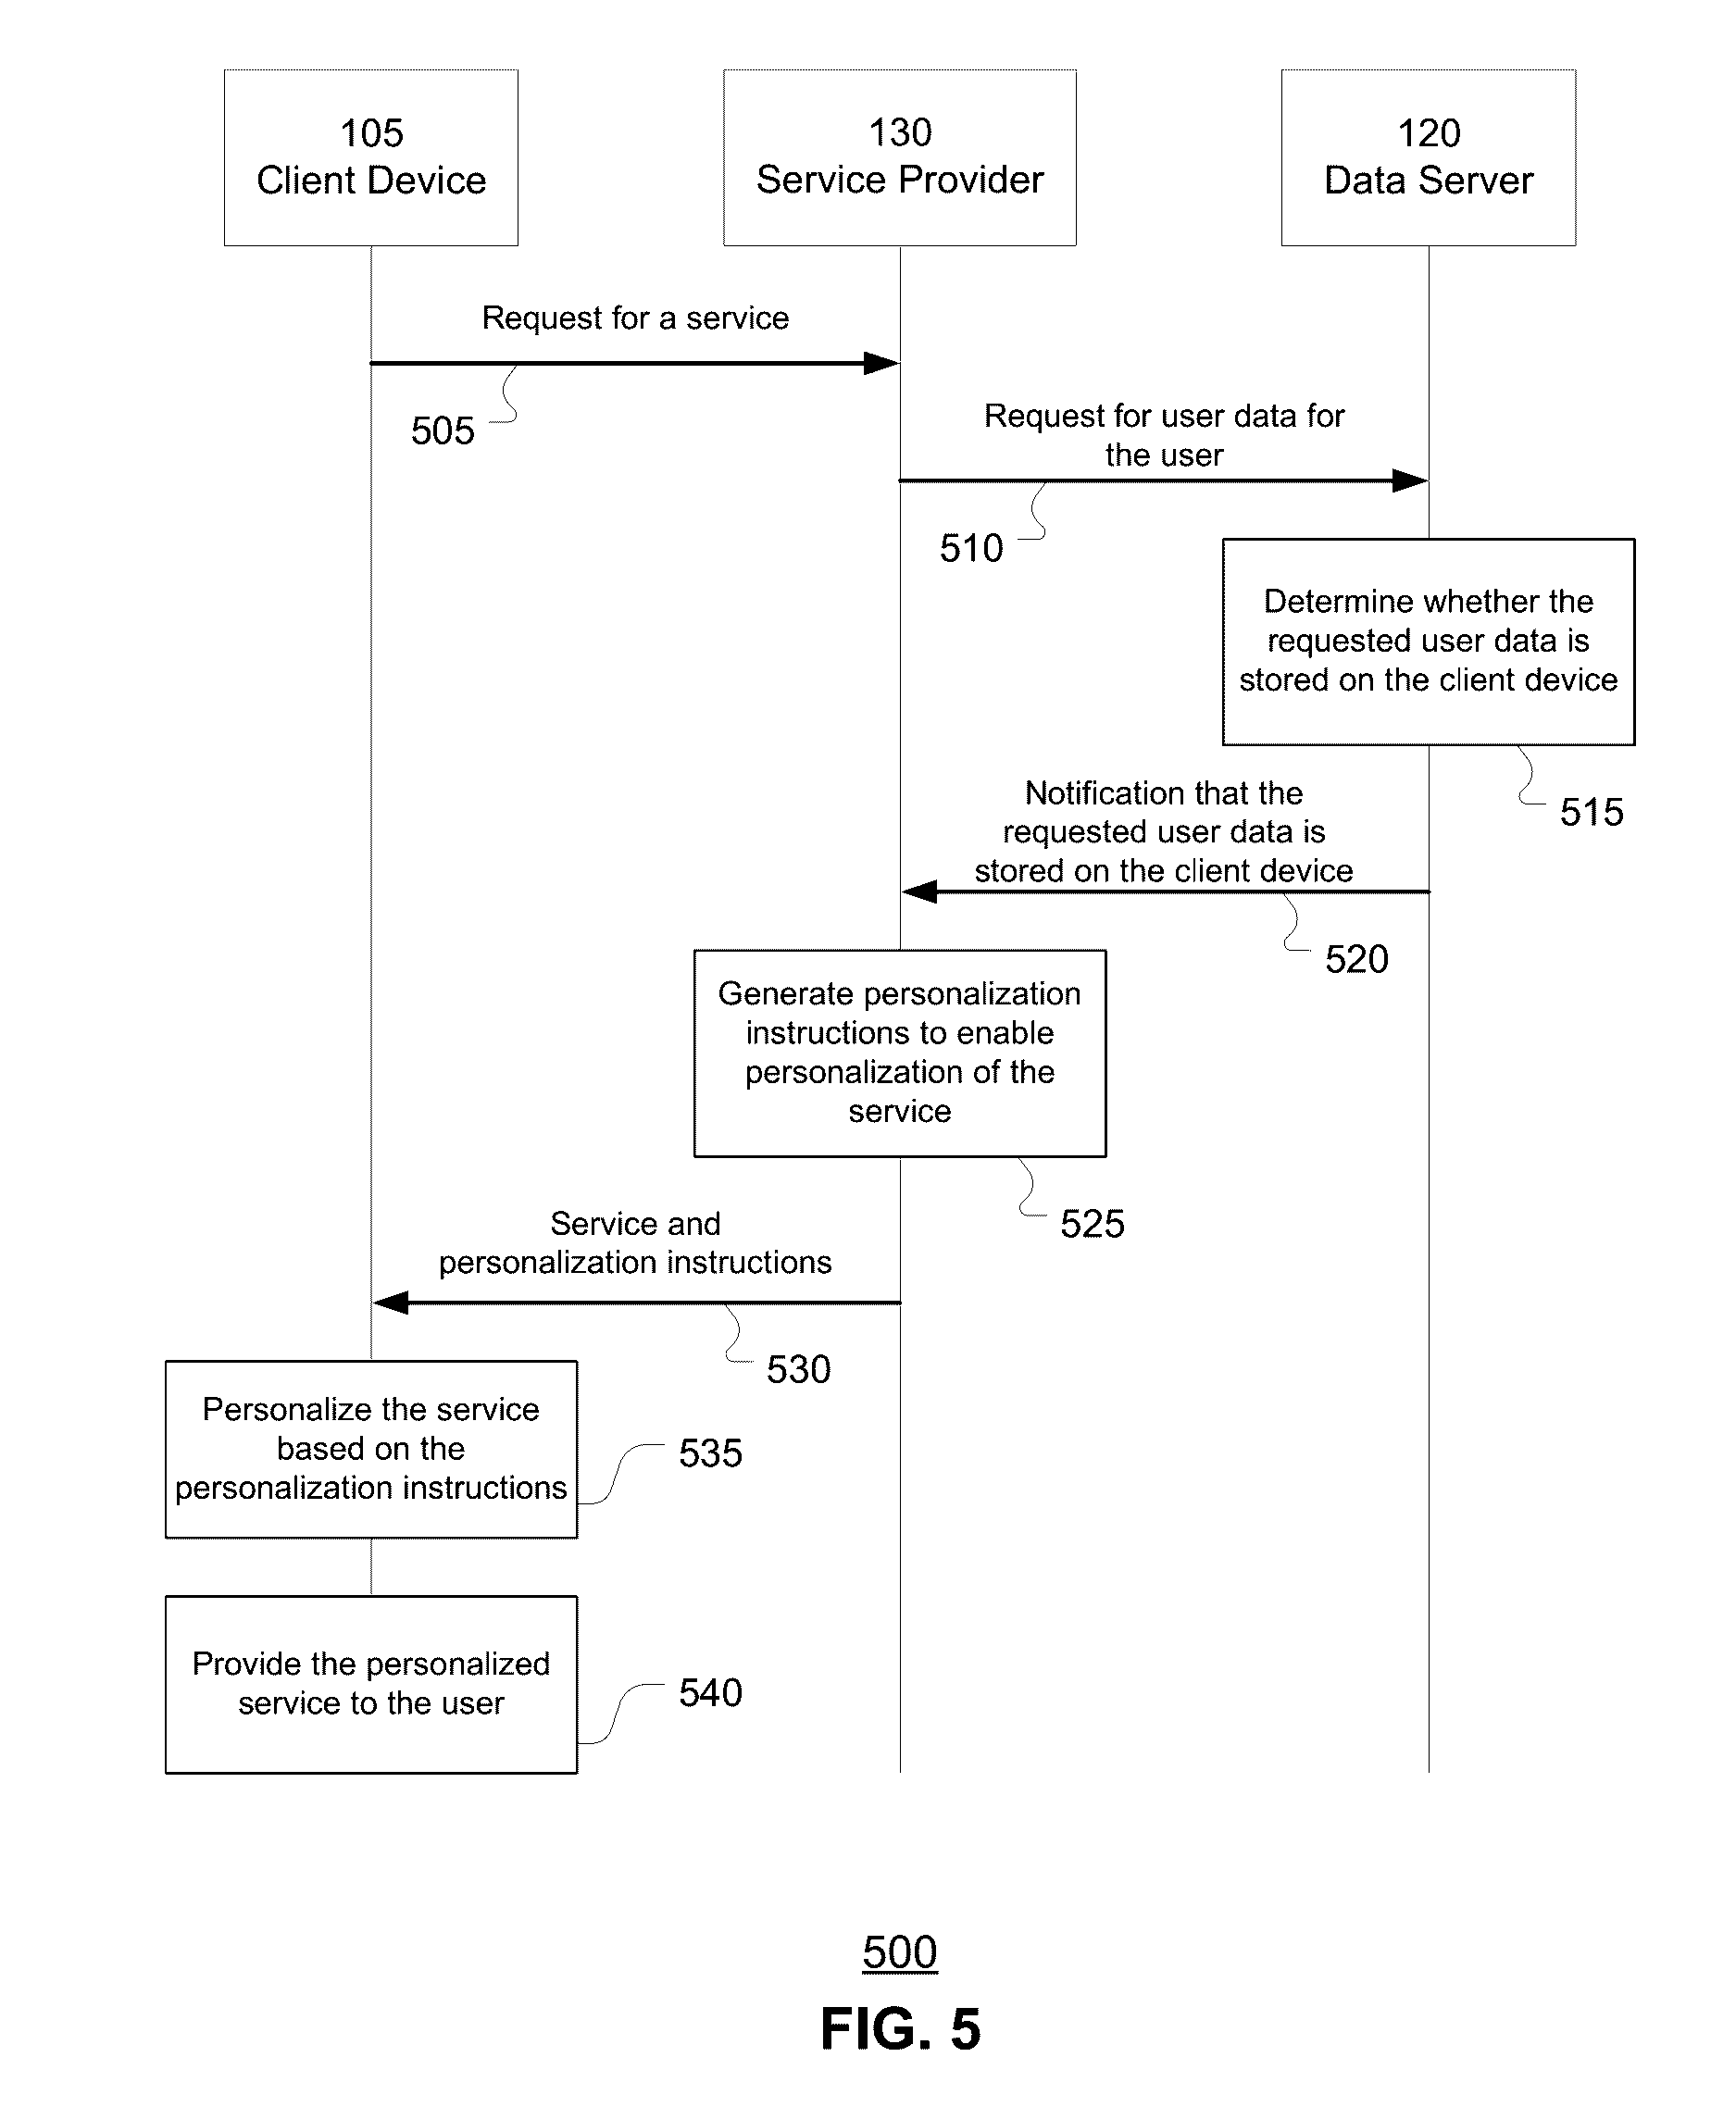 105
Client Device
130
Service Provider
120
Data Server
Request for a service
505
Request for user data for
the user
510
Determine whether the
requested user data is
stored on the client device
515
Notification that the
requested user data is
stored on the client device
520
Generate personalization
instructions to enable
personalization of the
service
525
Service and
personalization instructions
530
Personalize the service
based on the
personalization instructions
535
Provide the personalized
service to the user
540
500
FIG. 5